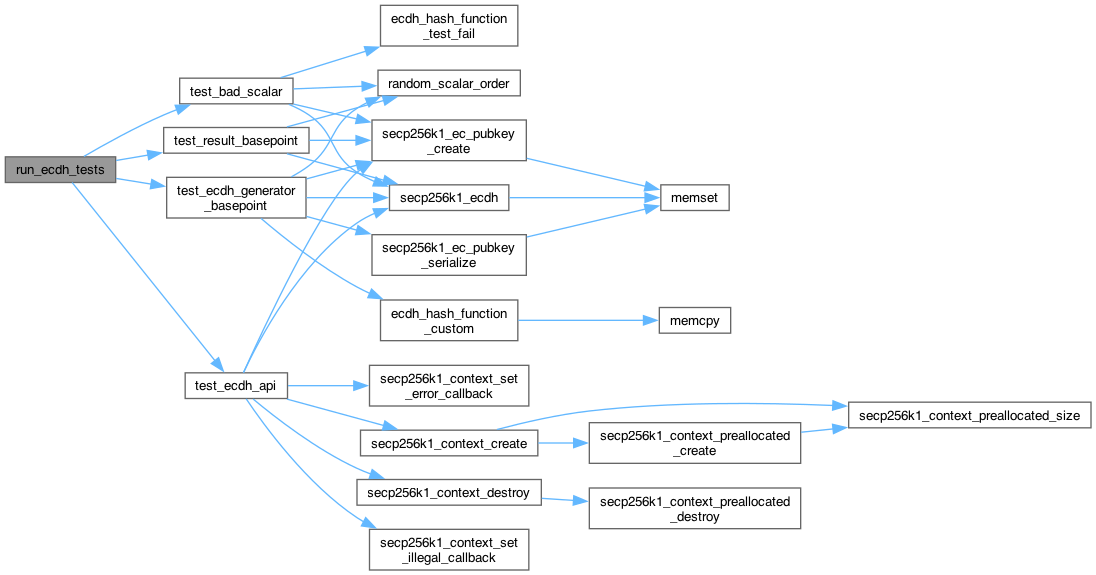 run_ecdh_tests
test_bad_scalar
test_result_basepoint
test_ecdh_generator
_basepoint
test_ecdh_api
ecdh_hash_function
_test_fail
random_scalar_order
secp256k1_ec_pubkey
_create
secp256k1_ecdh
secp256k1_ec_pubkey
_serialize
ecdh_hash_function
_custom
secp256k1_context_set
_error_callback
secp256k1_context_create
secp256k1_context_destroy
secp256k1_context_set
_illegal_callback
memset
memcpy
secp256k1_context_preallocated
_create
secp256k1_context_preallocated
_destroy
secp256k1_context_preallocated_size